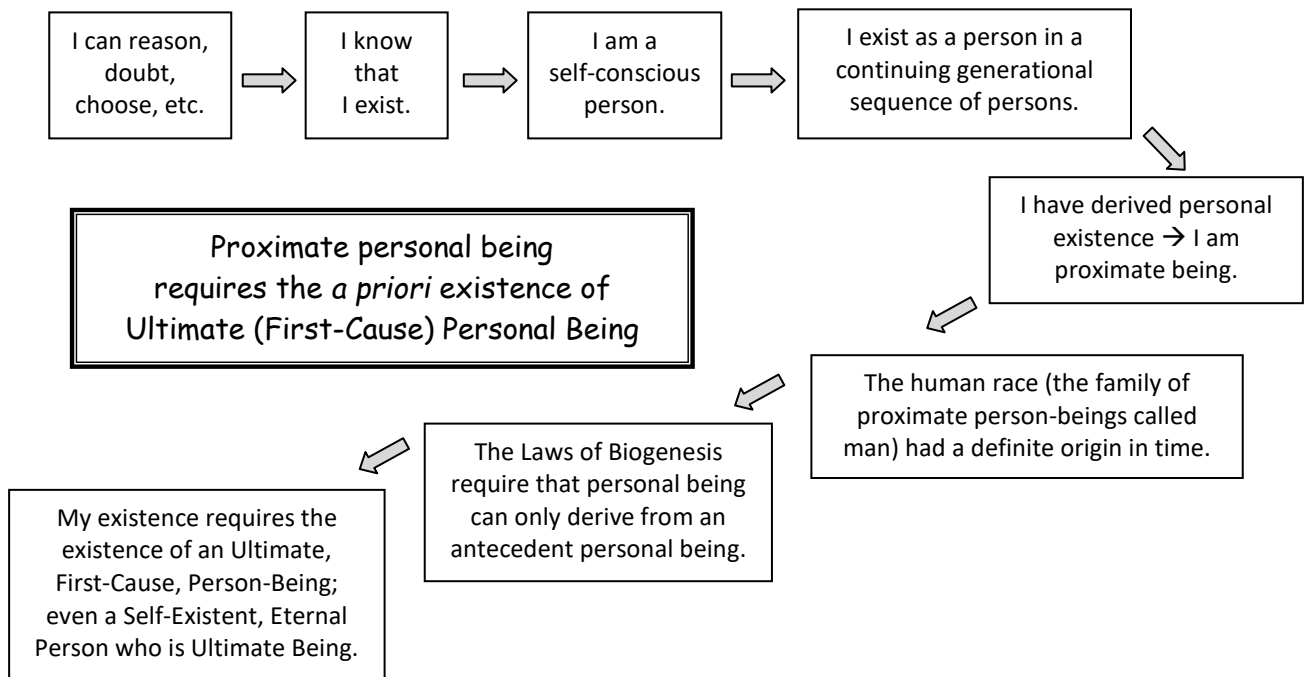 I can reason,
doubt,
choose, etc.
I know
that
I exist.
I am a
self-conscious
person.
I exist as a person in a
continuing generational
sequence of persons.
I have derived personal
existence → I am
proximate being.
Proximate personal being
requires the a priori existence of
Ultimate (First-Cause) Personal Being
The human race (the family of
proximate person-beings called
man) had a definite origin in time.
The Laws of Biogenesis
require that personal being
can only derive from an
antecedent personal being.
My existence requires the
existence of an Ultimate,
First-Cause, Person-Being;
even a Self-Existent, Eternal
Person who is Ultimate Being.